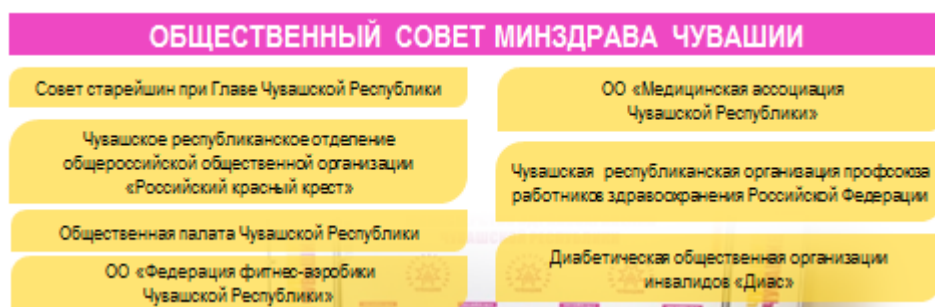 ОБЩЕСТВЕННЫЙ СОВЕТ МИНЗДРАВА ЧУВАШИИ
Совет старейшин при Главе Чувашской Республики
Чувашское республиканское отделение
общероссийской общественной организации
«Российский красный крест»
Общественная палата Чувашской Республики
ОО «Федерация фитнес-аэробики
Чувашской Республики»
ОО «Медицинская ассоциация
Чувашской Республики»
Чувашская республиканская организация профсоюза
работников здравоохранения Российской Федерации
Диабетическая общественная организации
инвалидов «Диас»